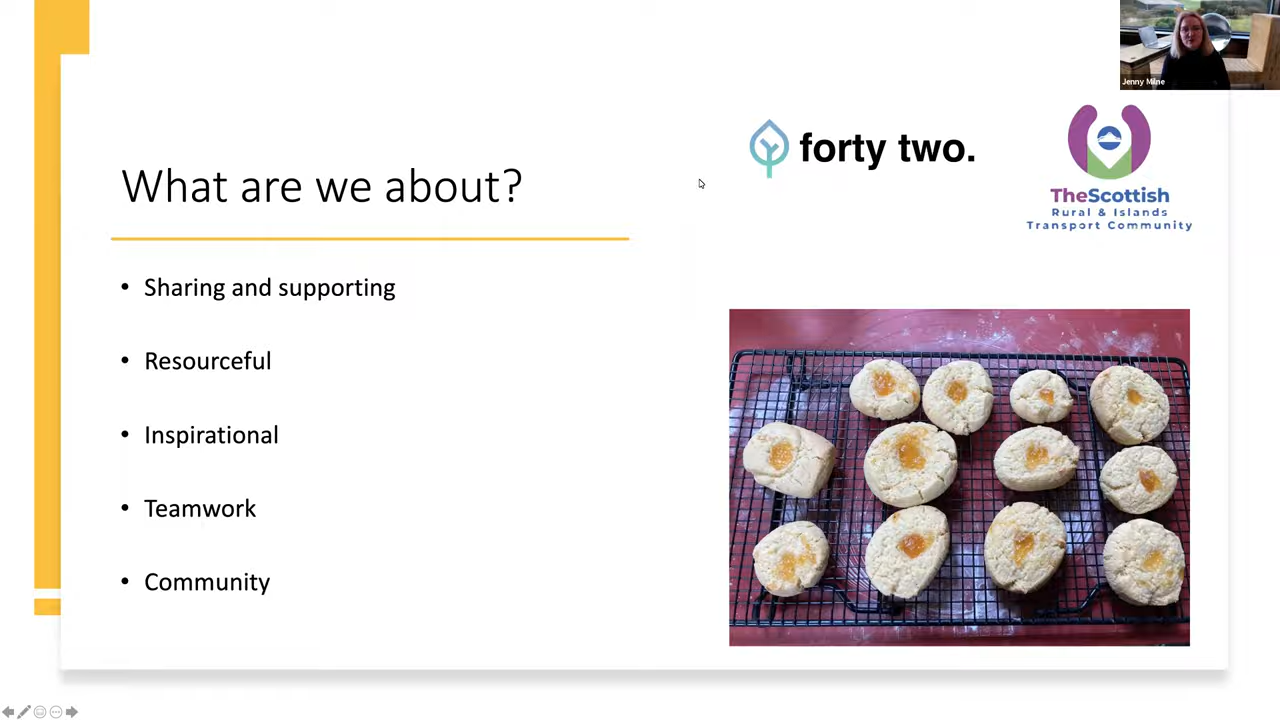 Jenny Milne
forty two.
TheScottish
Rural & Islands
Transport Community
What are we about?
• Sharing and supporting
• Resourceful
• Inspirational
• Teamwork
• Community